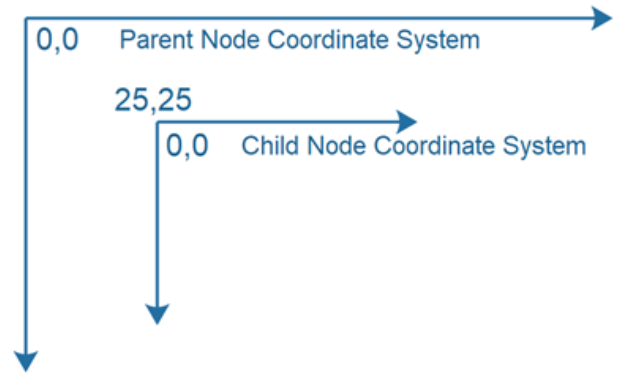 0,0 Parent Node Coordinate System
25,25
0,0 Child Node Coordinate System